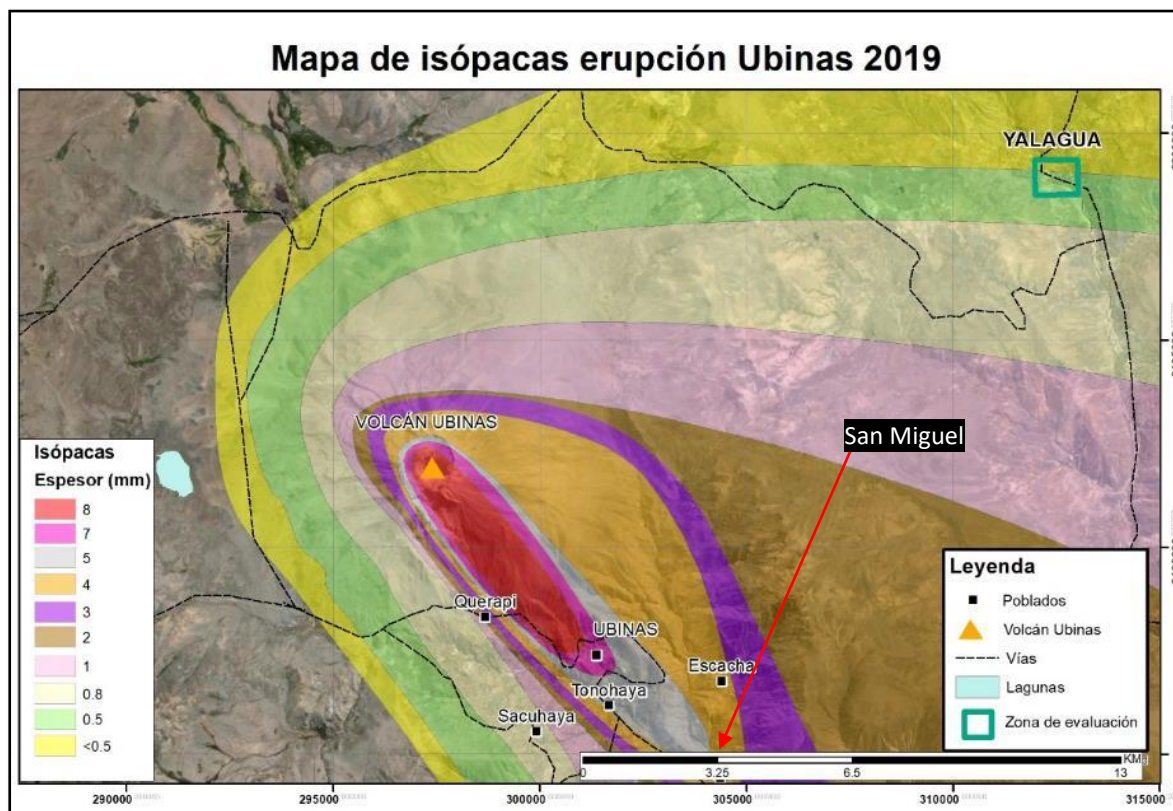 Mapa de isópacas erupción Ubinas 2019
YALAGUA
VOLCÁN UBINAS
San Miguel
Isópacas
Espesor (mm)
8
7
5
4
3
2
1
0.8
0.5
<0.5
Querapi
UBINAS
Escacha
Tonohaya
Sacuhaya
Leyenda
Poblados
Volcán Ubinas
Vías
Lagunas
Zona de evaluación
0 3.25 6.5 13
290000 295000 300000 305000 310000 315000